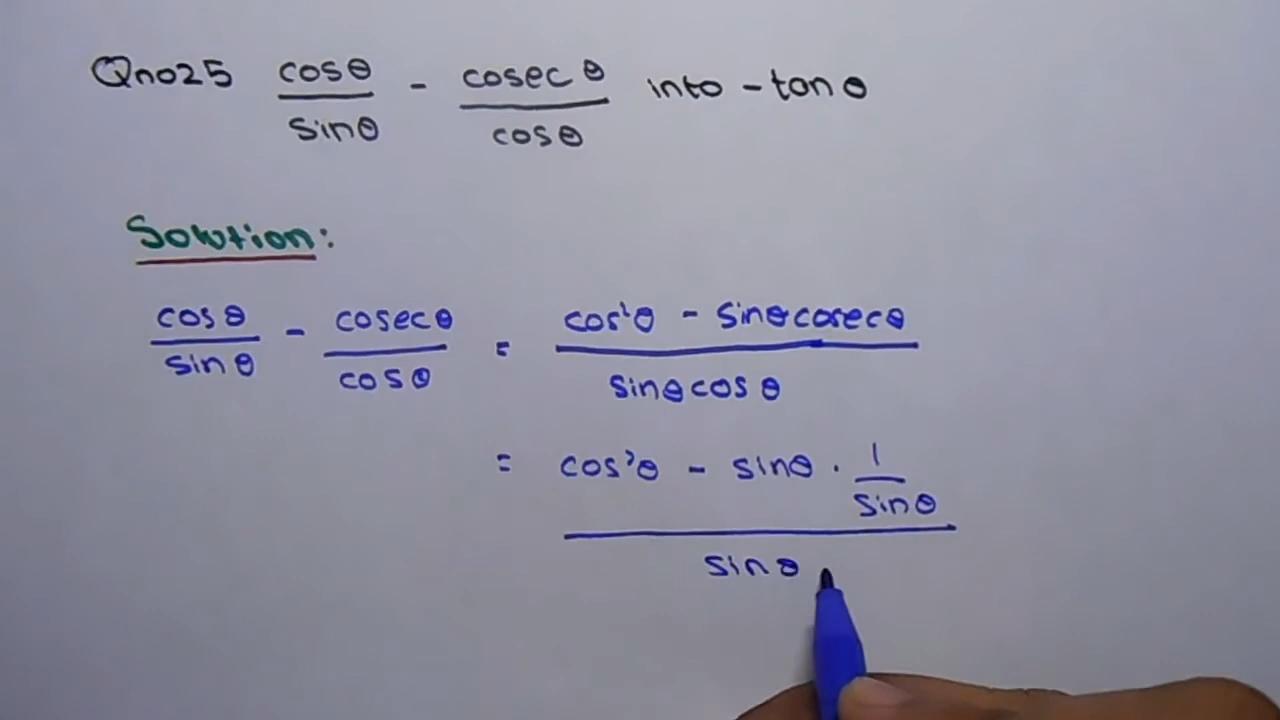 Qno25 cosθ/sinθ - cosecθ/cosθ into -tanθ
Solution:
cosθ/sinθ - cosecθ/cosθ = cos²θ - sinθcosecθ / sinθcosθ
= cos²θ - sinθ · 1/sinθ / sinθ